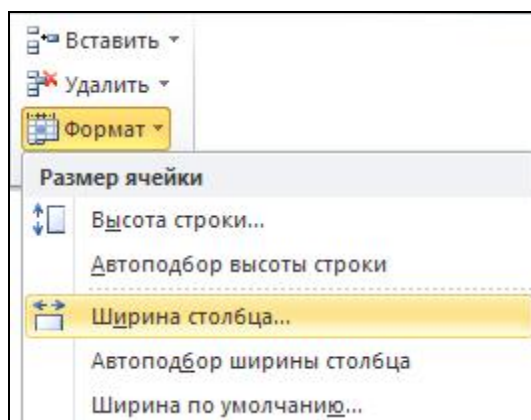 Вставить
Удалить
Формат
Размер ячейки
Высота строки...
Автоподбор высоты строки
Ширина столбца...
Автоподбор ширины столбца
Ширина по умолчанию...